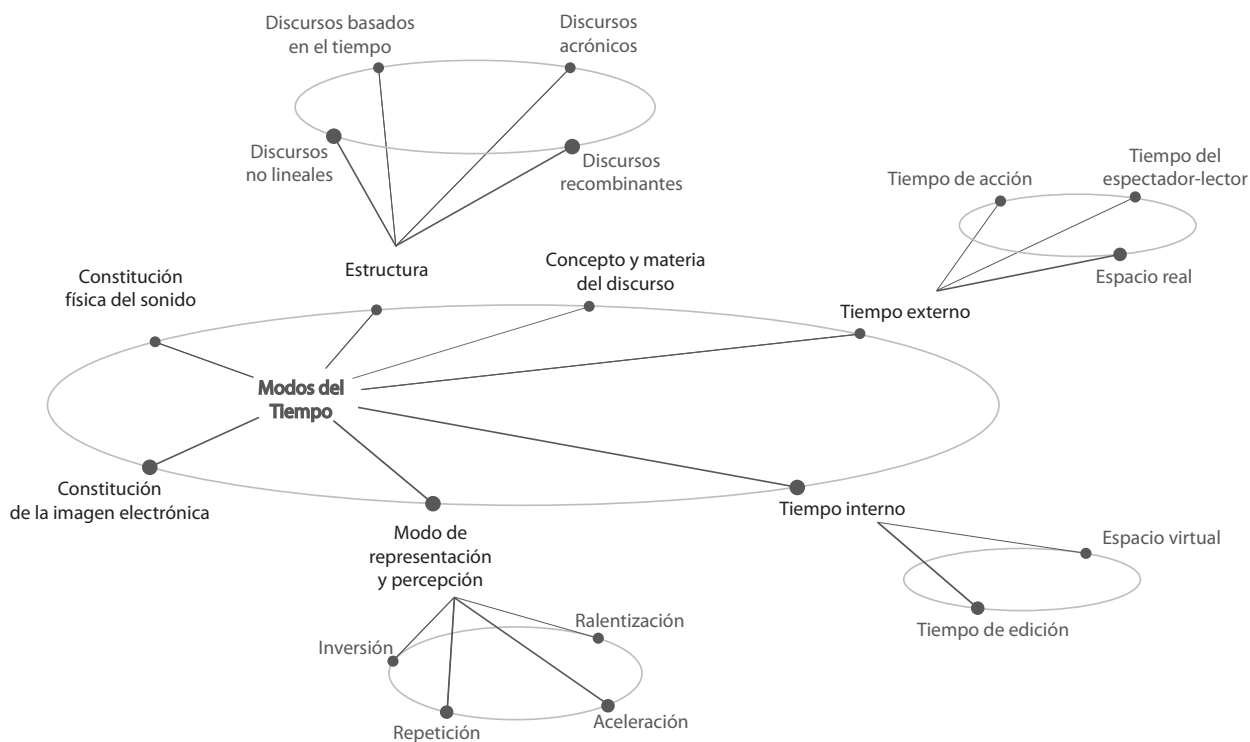 Discursos basados
en el tiempo
Discursos
acrónicos
Discursos
no lineales
Discursos
recombinantes
Estructura
Tiempo de acción
Tiempo del
espectador-lector
Espacio real
Tiempo externo
Constitución
física del sonido
Concepto y materia
del discurso
Modos del
Tiempo
Constitución
de la imagen electrónica
Modo de
representación
y percepción
Tiempo interno
Espacio virtual
Tiempo de edición
Inversión
Ralentización
Repetición
Aceleración